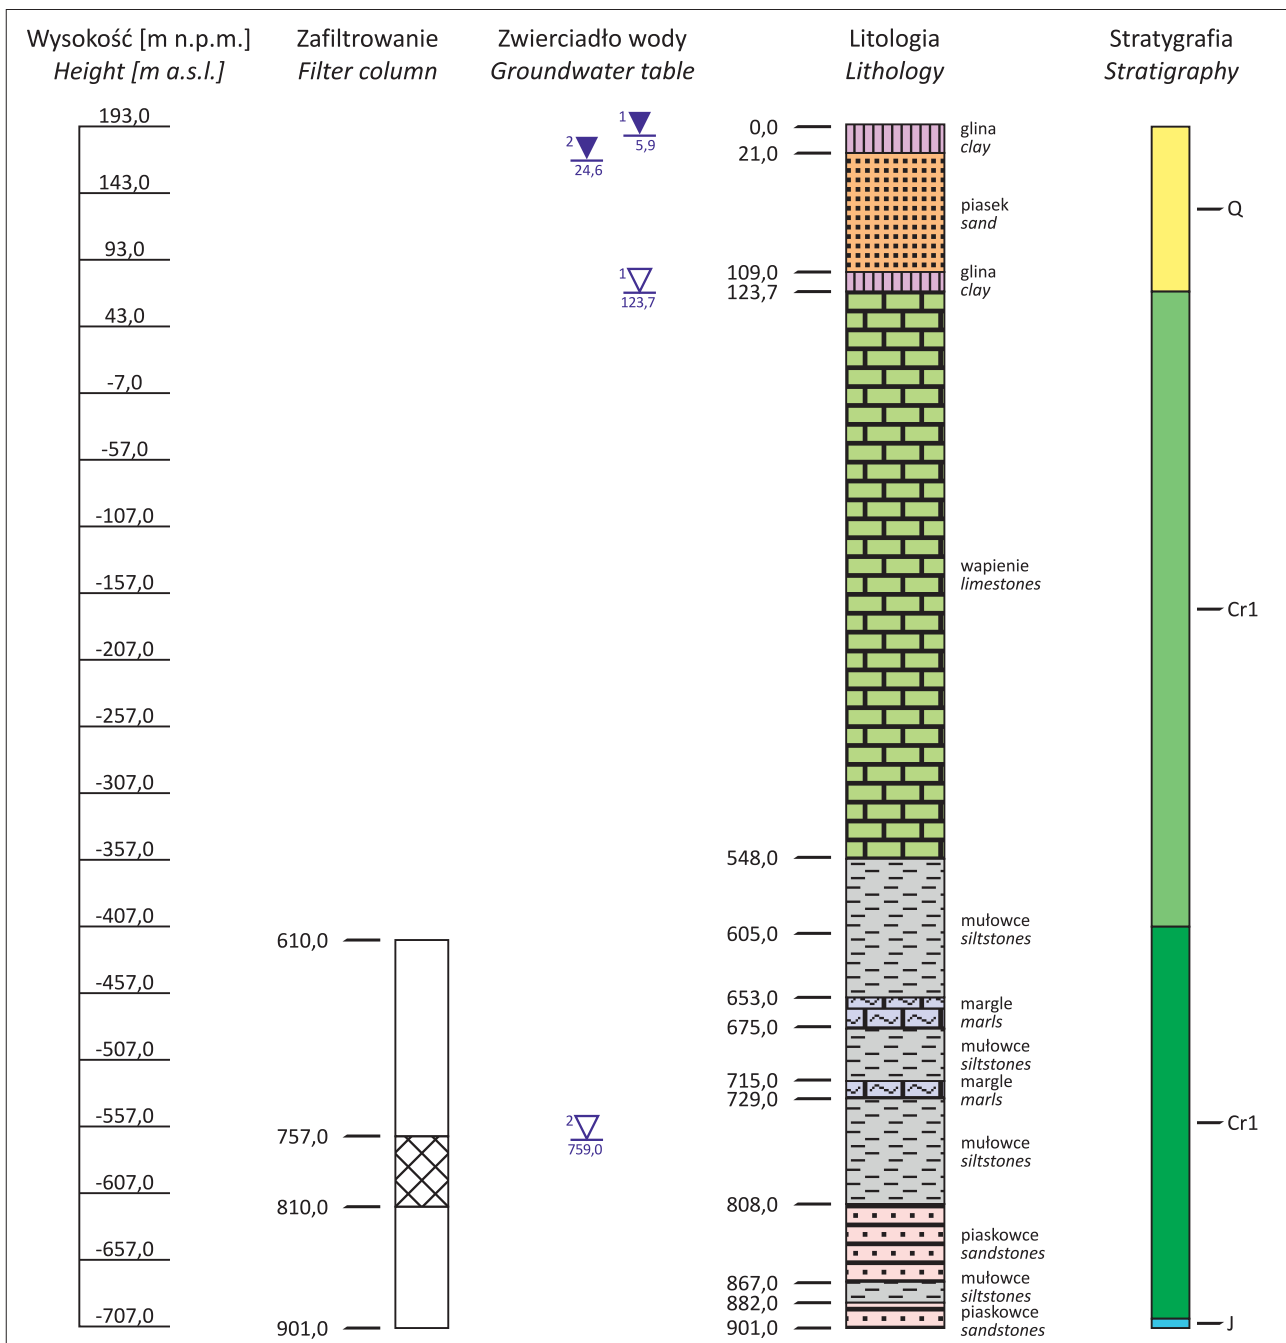 Wysokość [m n.p.m.]
Height [m a.s.l.]
Zafiltrowanie
Filter column
Zwierciadło wody
Groundwater table
Litologia
Lithology
Stratygrafia
Stratigraphy
193,0
143,0
93,0
43,0
-7,0
-57,0
-107,0
-157,0
-207,0
-257,0
-307,0
-357,0
-407,0
-457,0
-507,0
-557,0
-607,0
-657,0
-707,0
610,0
757,0
810,0
901,0
1
5,9
2
24,6
1
123,7
2
759,0
0,0
21,0
109,0
123,7
548,0
605,0
653,0
675,0
715,0
729,0
808,0
867,0
882,0
901,0
glina
clay
piasek
sand
glina
clay
wapienie
limestones
mułowce
siltstones
margle
marls
mułowce
siltstones
margle
marls
mułowce
siltstones
piaskowce
sandstones
mułowce
siltstones
piaskowce
sandstones
Q
Cr1
Cr1
J